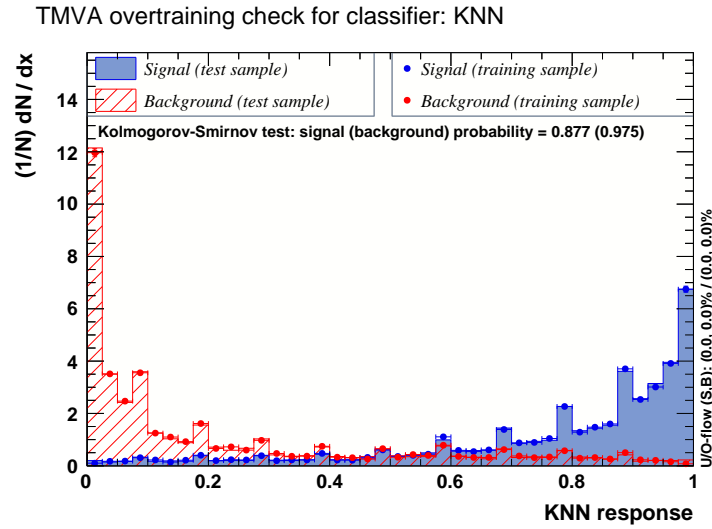 TMVA overtraining check for classifier: KNN
Signal (test sample)
Background (test sample)
Signal (training sample)
Background (training sample)
Kolmogorov-Smirnov test: signal (background) probability = 0.877 (0.975)
(1/N) dN / dx
14
12
10
8
6
4
2
0
0 0.2 0.4 0.6 0.8 1
KNN response
U/O-flow (S,B): (0.0, 0.0)% / (0.0, 0.0)%